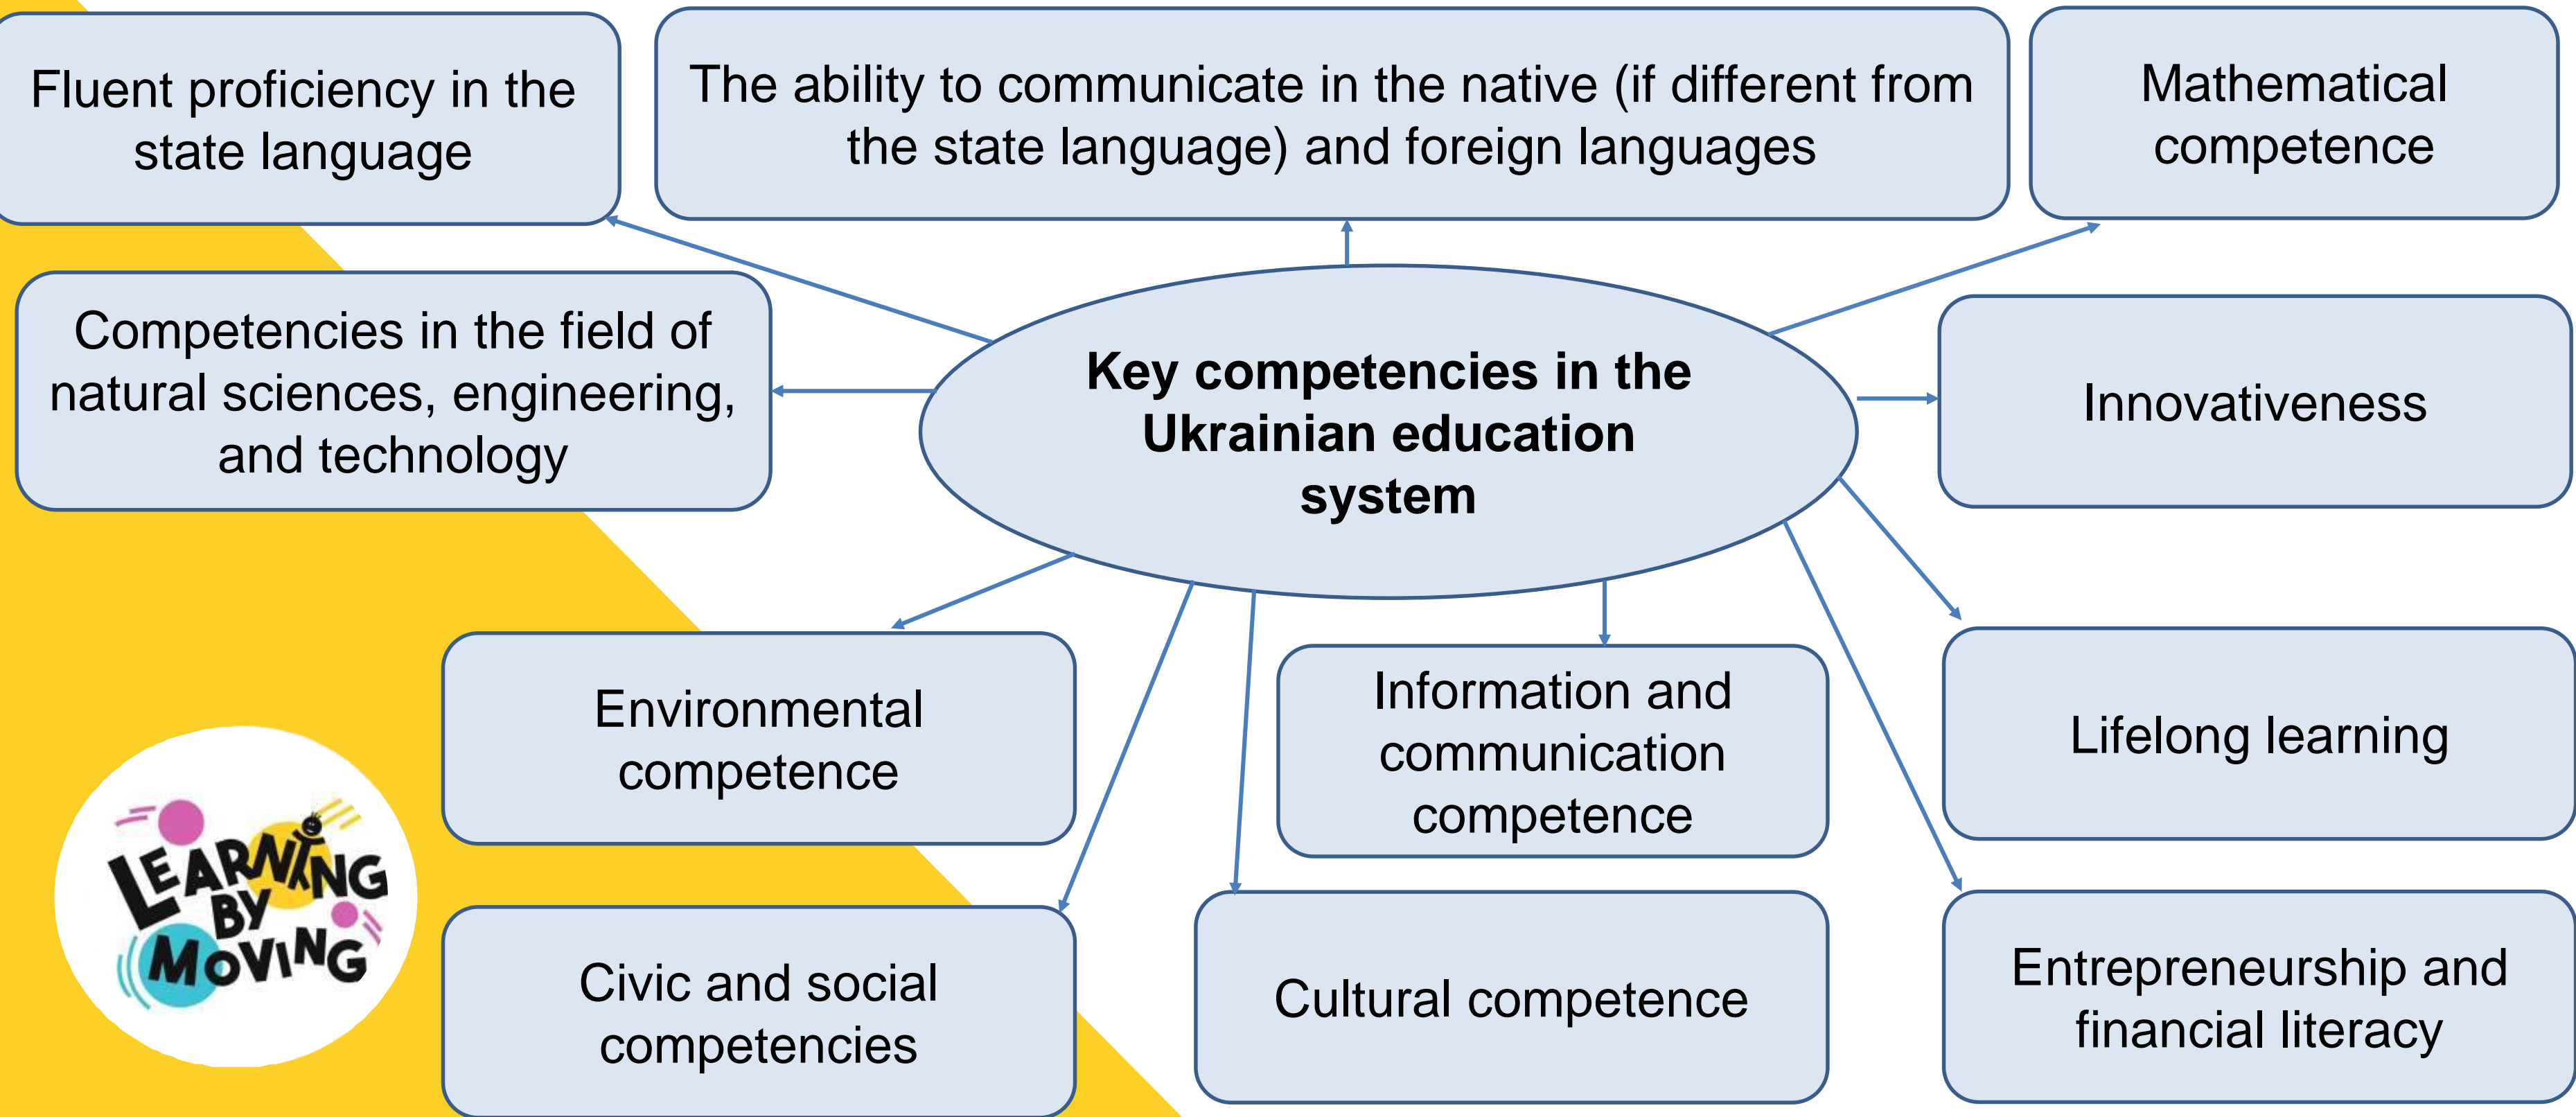 Fluent proficiency in the
state language
The ability to communicate in the native (if different from
the state language) and foreign languages
Mathematical
competence
Competencies in the field of
natural sciences, engineering,
and technology
Key competencies in the
Ukrainian education
system
Innovativeness
Environmental
competence
Information and
communication
competence
Lifelong learning
LEARNING
BY
MOVING
Civic and social
competencies
Cultural competence
Entrepreneurship and
financial literacy